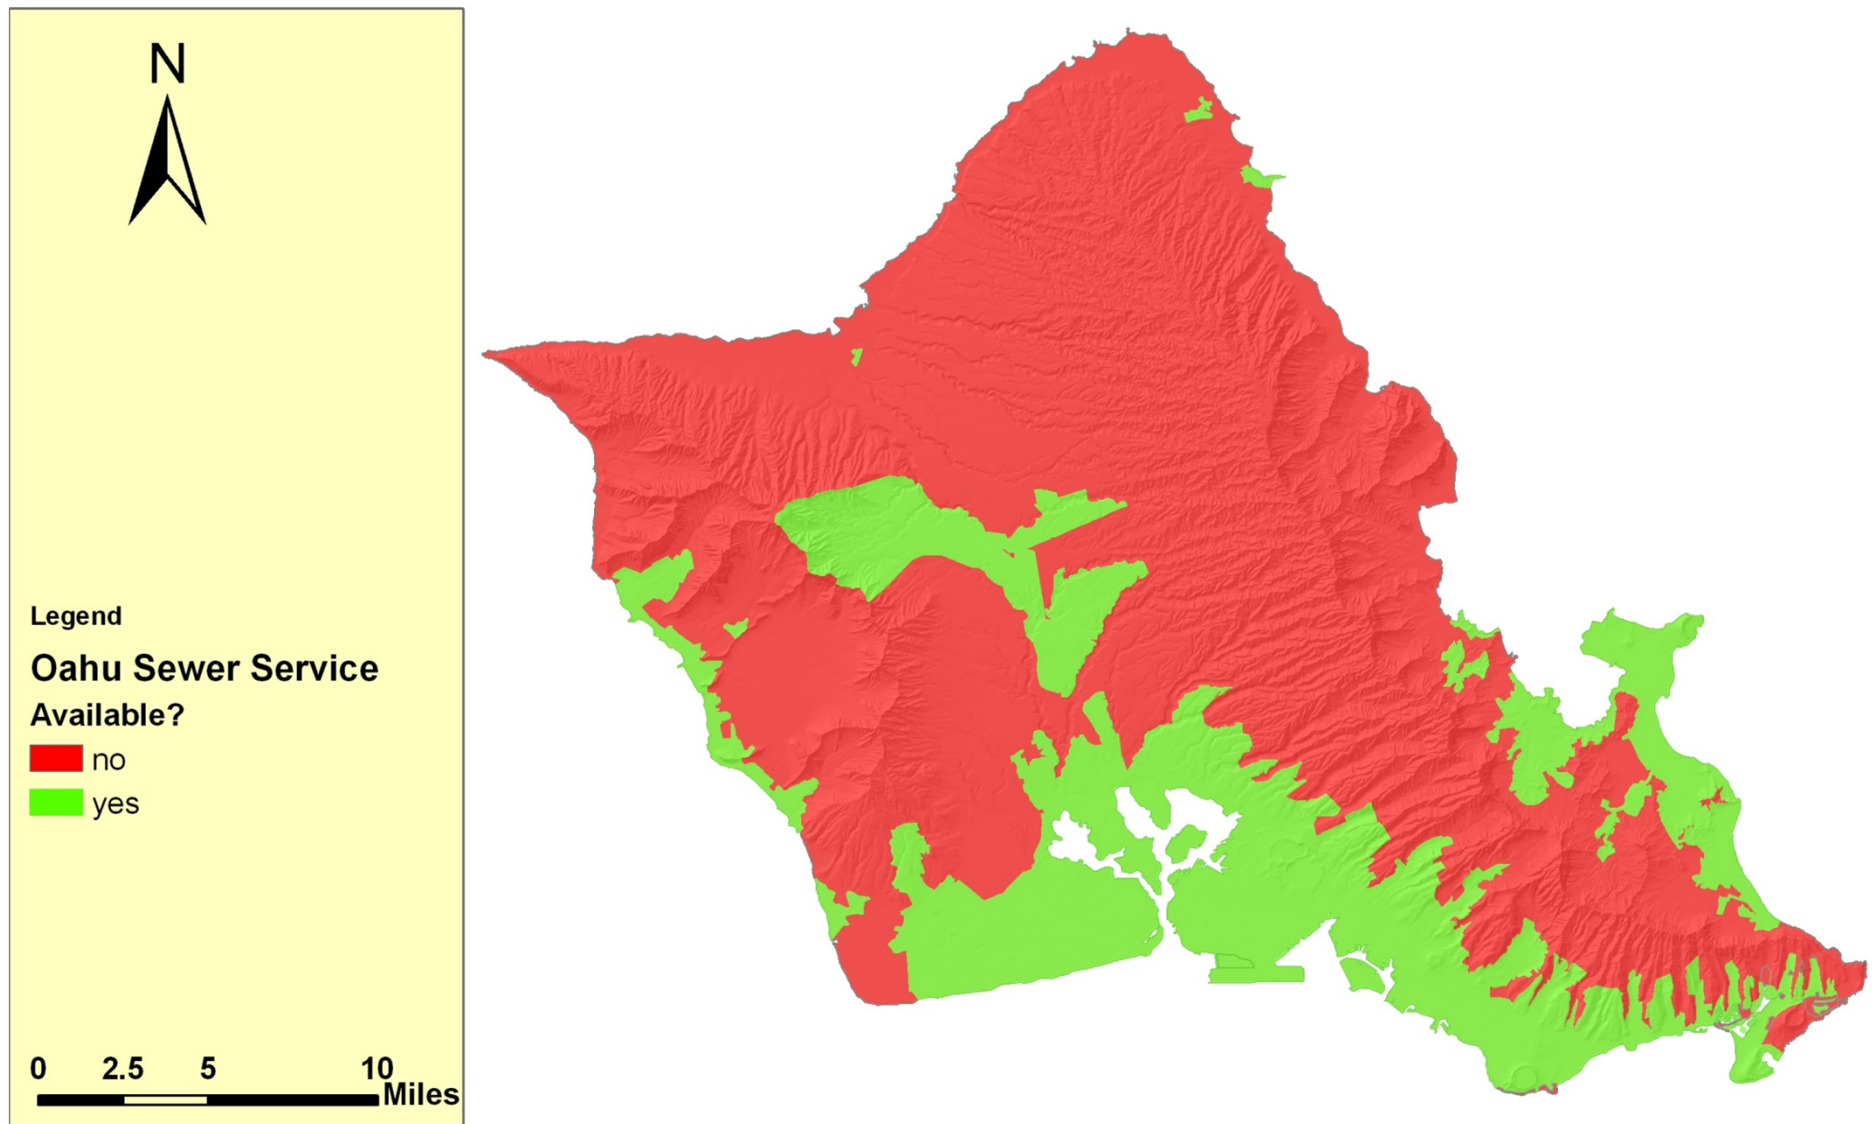 N
Legend
Oahu Sewer Service
Available?
no
yes
0 2.5 5 10
Miles